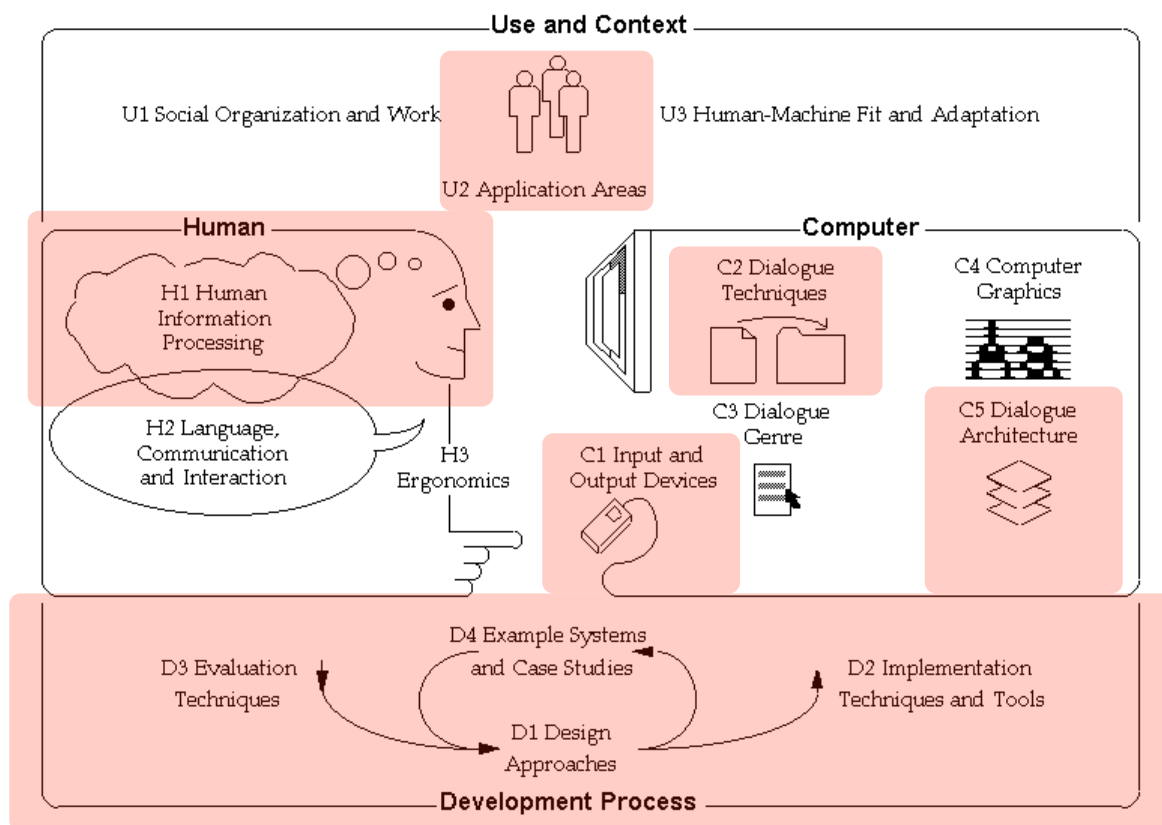 Use and Context
U1 Social Organization and Work
U3 Human-Machine Fit and Adaptation
U2 Application Areas
Human
H1 Human
Information
Processing
H2 Language,
Communication
and Interaction
H3
Ergonomics
Computer
C2 Dialogue
Techniques
C4 Computer
Graphics
C3 Dialogue
Genre
C5 Dialogue
Architecture
C1 Input and
Output Devices
D4 Example Systems
and Case Studies
D3 Evaluation
Techniques
D2 Implementation
Techniques and Tools
D1 Design
Approaches
Development Process